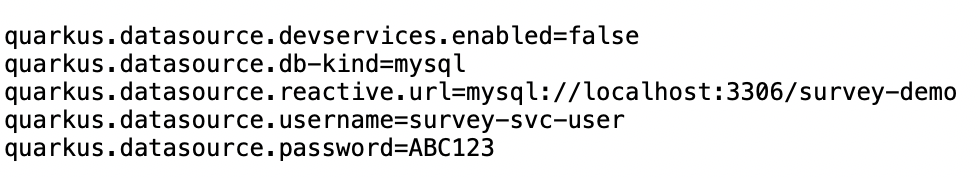 quarkus.datasource.devservices.enabled=false
quarkus.datasource.db-kind=mysql
quarkus.datasource.reactive.url=mysql://localhost:3306/survey-demo
quarkus.datasource.username=survey-svc-user
quarkus.datasource.password=ABC123